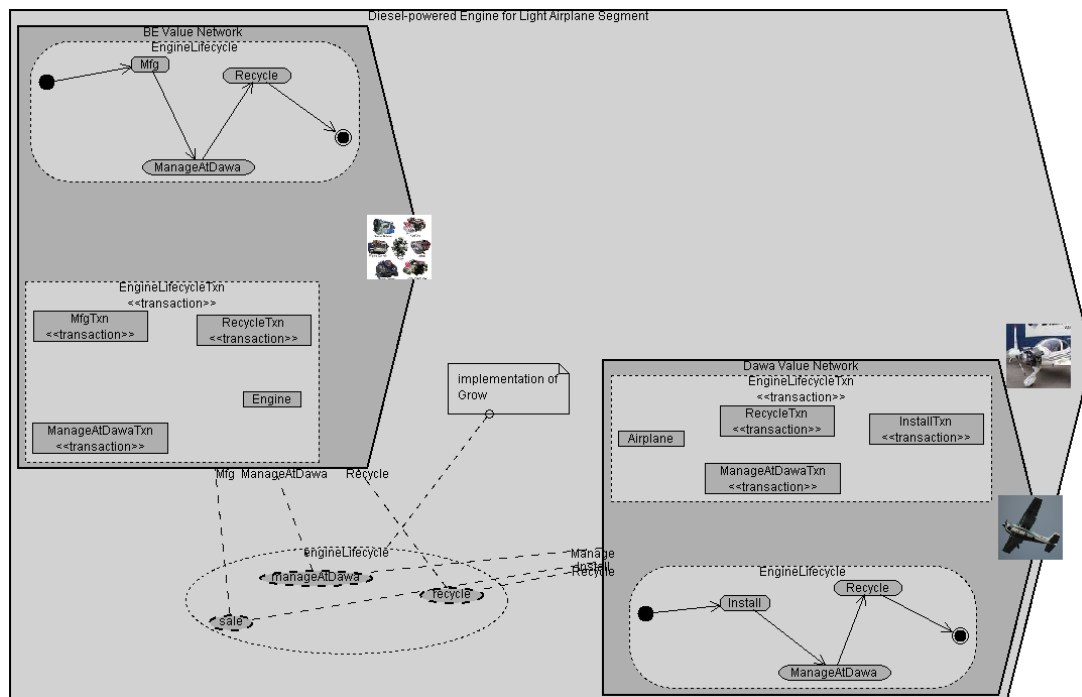 Diesel-powered Engine for Light Airplane Segment
BE Value Network
EngineLifecycle
Mfg
Recycle
ManageAtDawa
EngineLifecycleTxn
<<transaction>>
MfgTxn
<<transaction>>
RecycleTxn
<<transaction>>
Engine
ManageAtDawaTxn
<<transaction>>
implementation of
Grow
Mfg
ManageAtDawa
Recycle
engineLifecycle
manageAtDawa
recycle
sale
Manage
Install
Recycle
Dawa Value Network
EngineLifecycleTxn
<<transaction>>
RecycleTxn
<<transaction>>
InstallTxn
<<transaction>>
Airplane
ManageAtDawaTxn
<<transaction>>
EngineLifecycle
Install
Recycle
ManageAtDawa